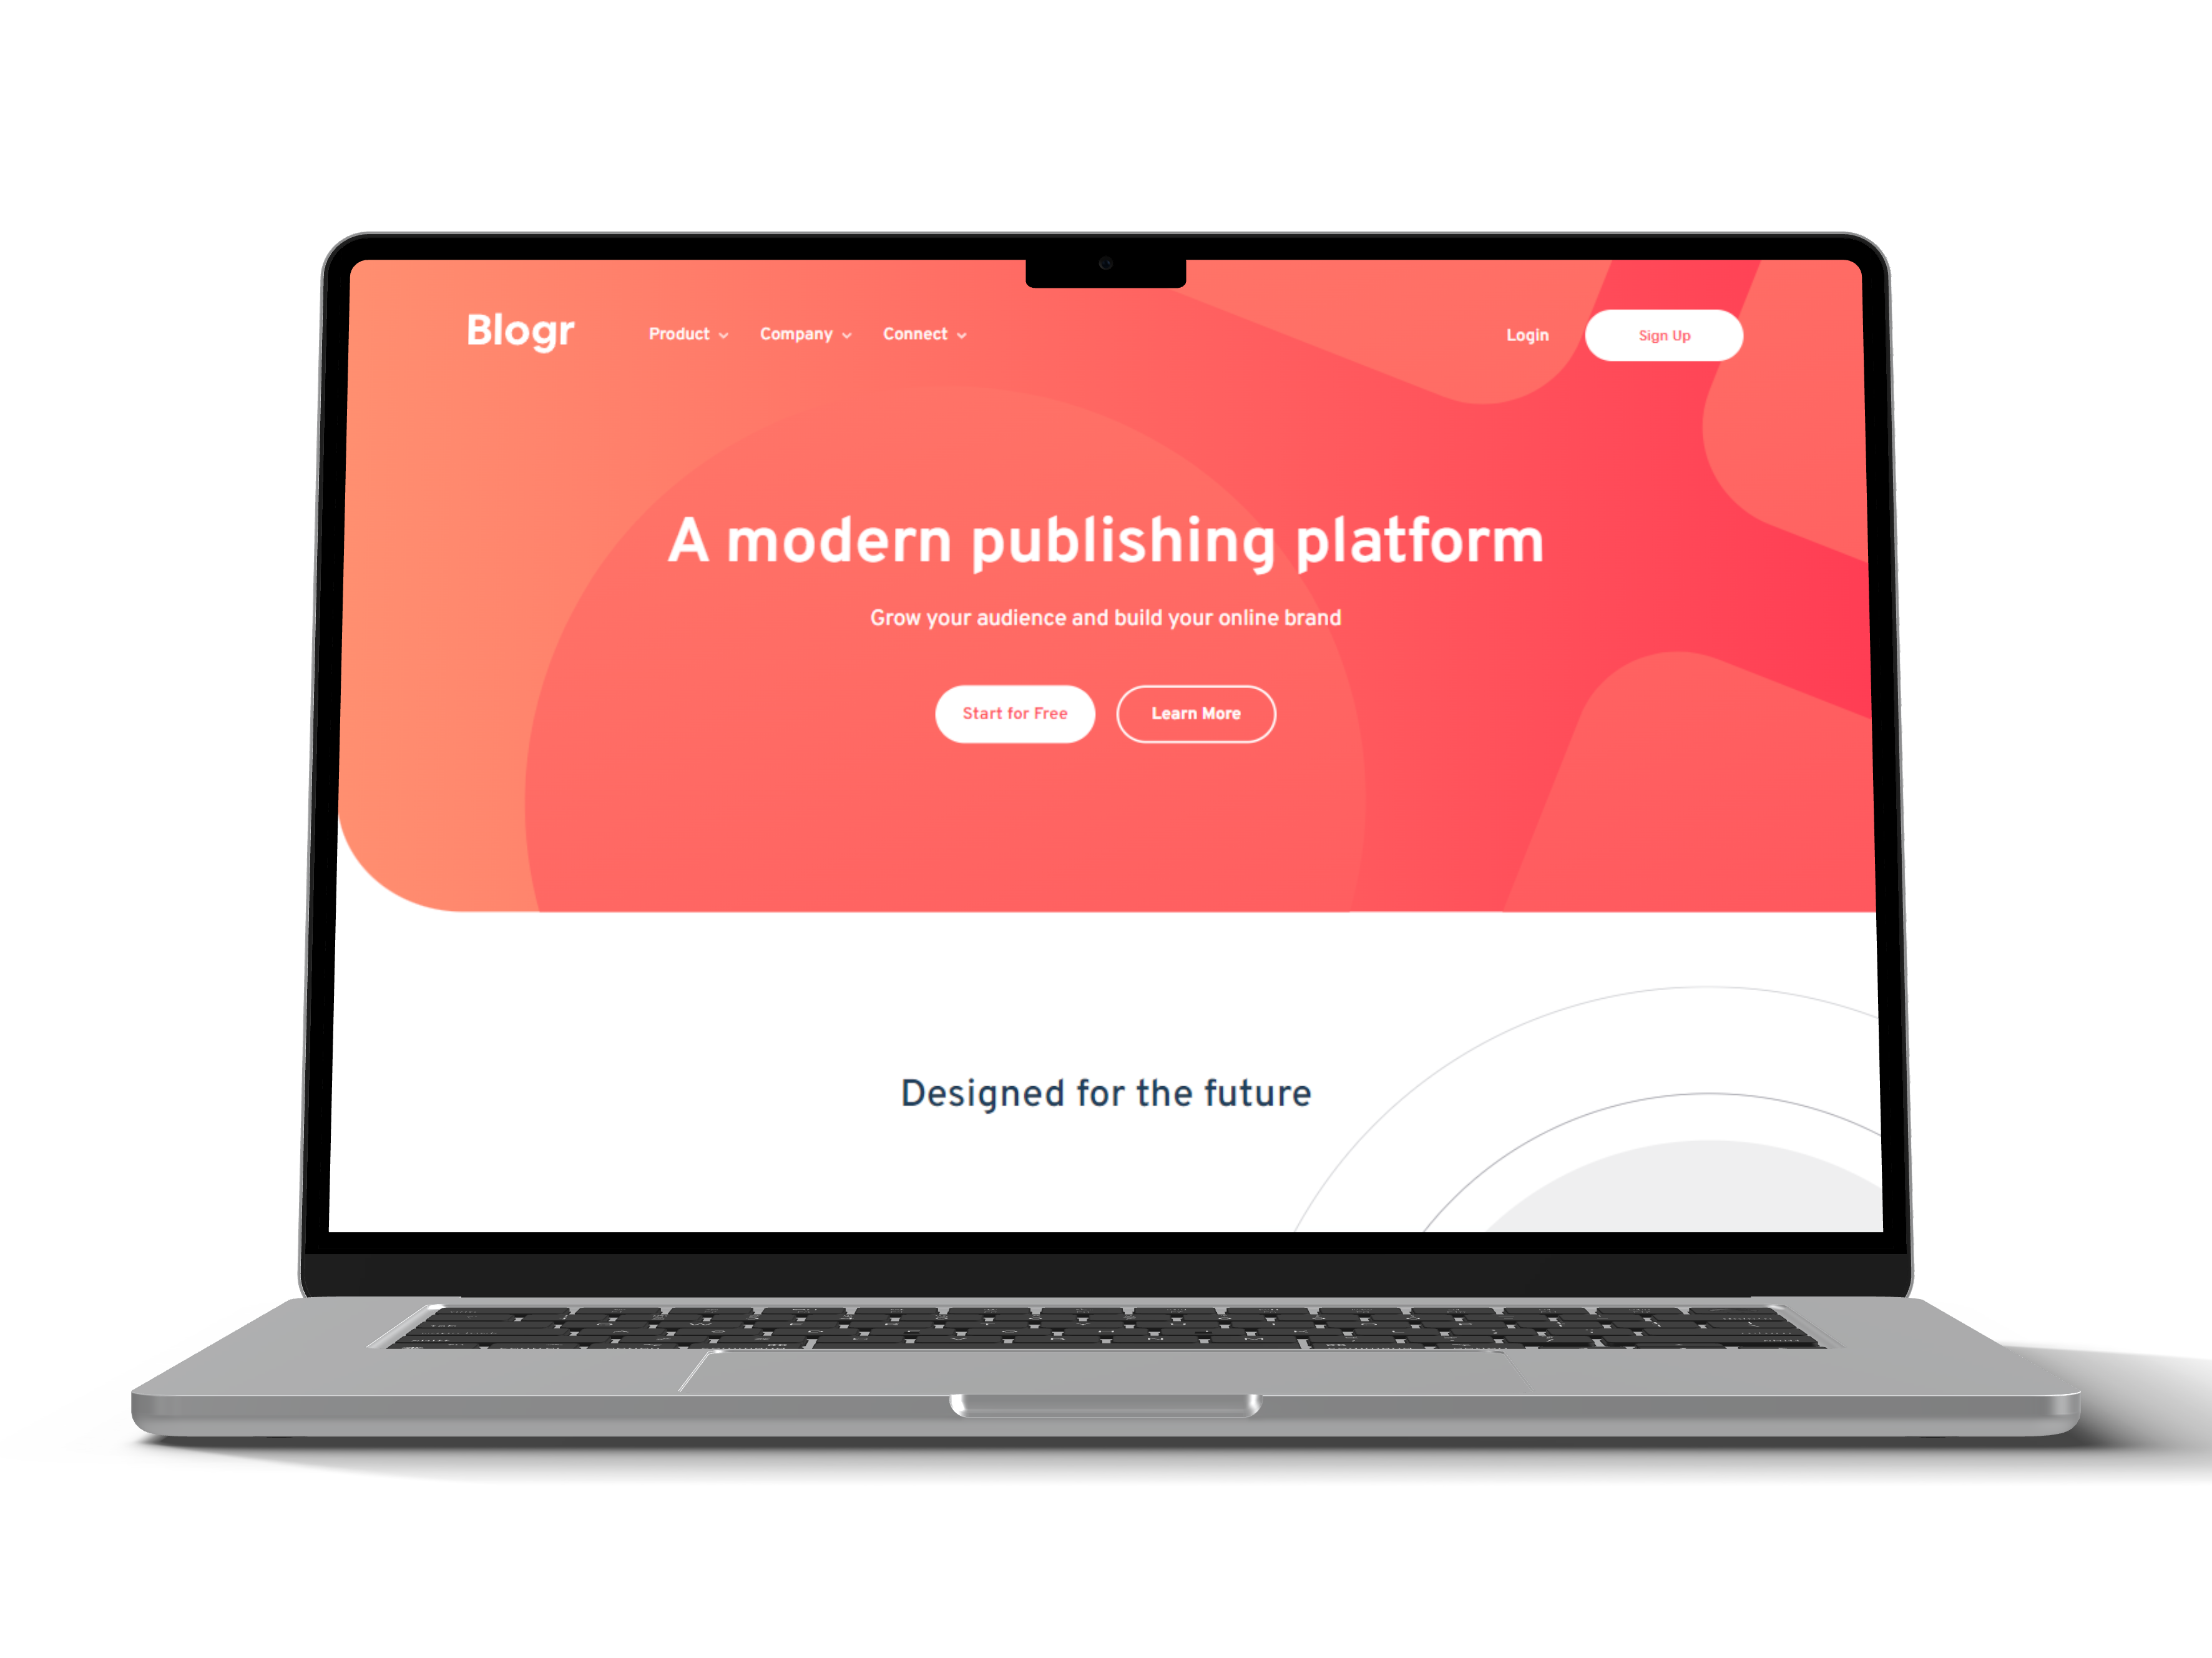 Blogr
Product
Company
Connect
Login
Sign Up
A modern publishing platform
Grow your audience and build your online brand
Start for Free
Learn More
Designed for the future